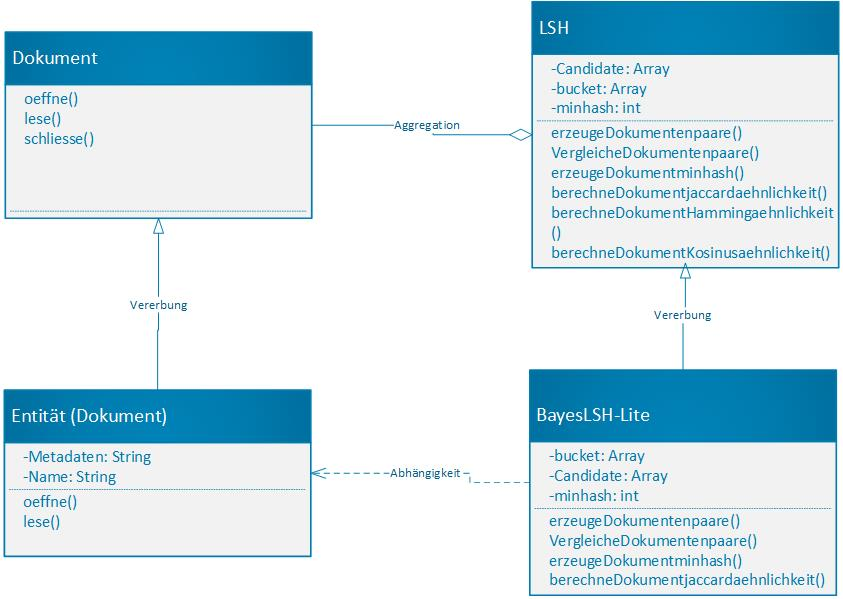 Dokument
oeffne()
lese()
schliesse()
Aggregation
LSH
-Candidate: Array
-bucket: Array
-minhash: int
erzeugeDokumentenpaare()
VergleicheDokumentenpaare()
erzeugeDokumentminhash()
berechneDokumentjaccardaehnlichkeit()
berechneDokumentHammingaehnlichkeit
()
berechneDokumentKosinusaehnlichkeit()
Vererbung
Vererbung
Entität (Dokument)
-Metadaten: String
-Name: String
oeffne()
lese()
Abhängigkeit
BayesLSH-Lite
-bucket: Array
-Candidate: Array
-minhash: int
erzeugeDokumentenpaare()
VergleicheDokumentenpaare()
erzeugeDokumentminhash()
berechneDokumentjaccardaehnlichkeit()